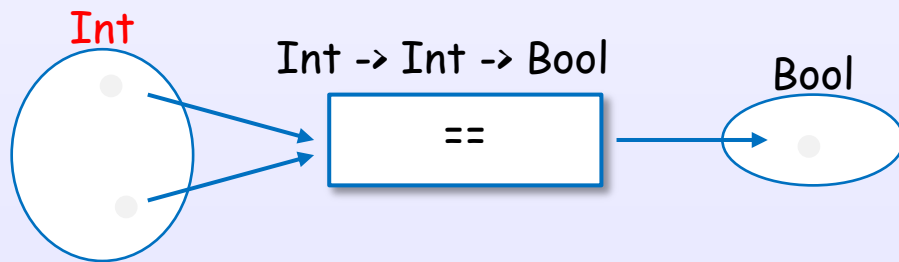 Int
Int -> Int -> Bool
Bool
==